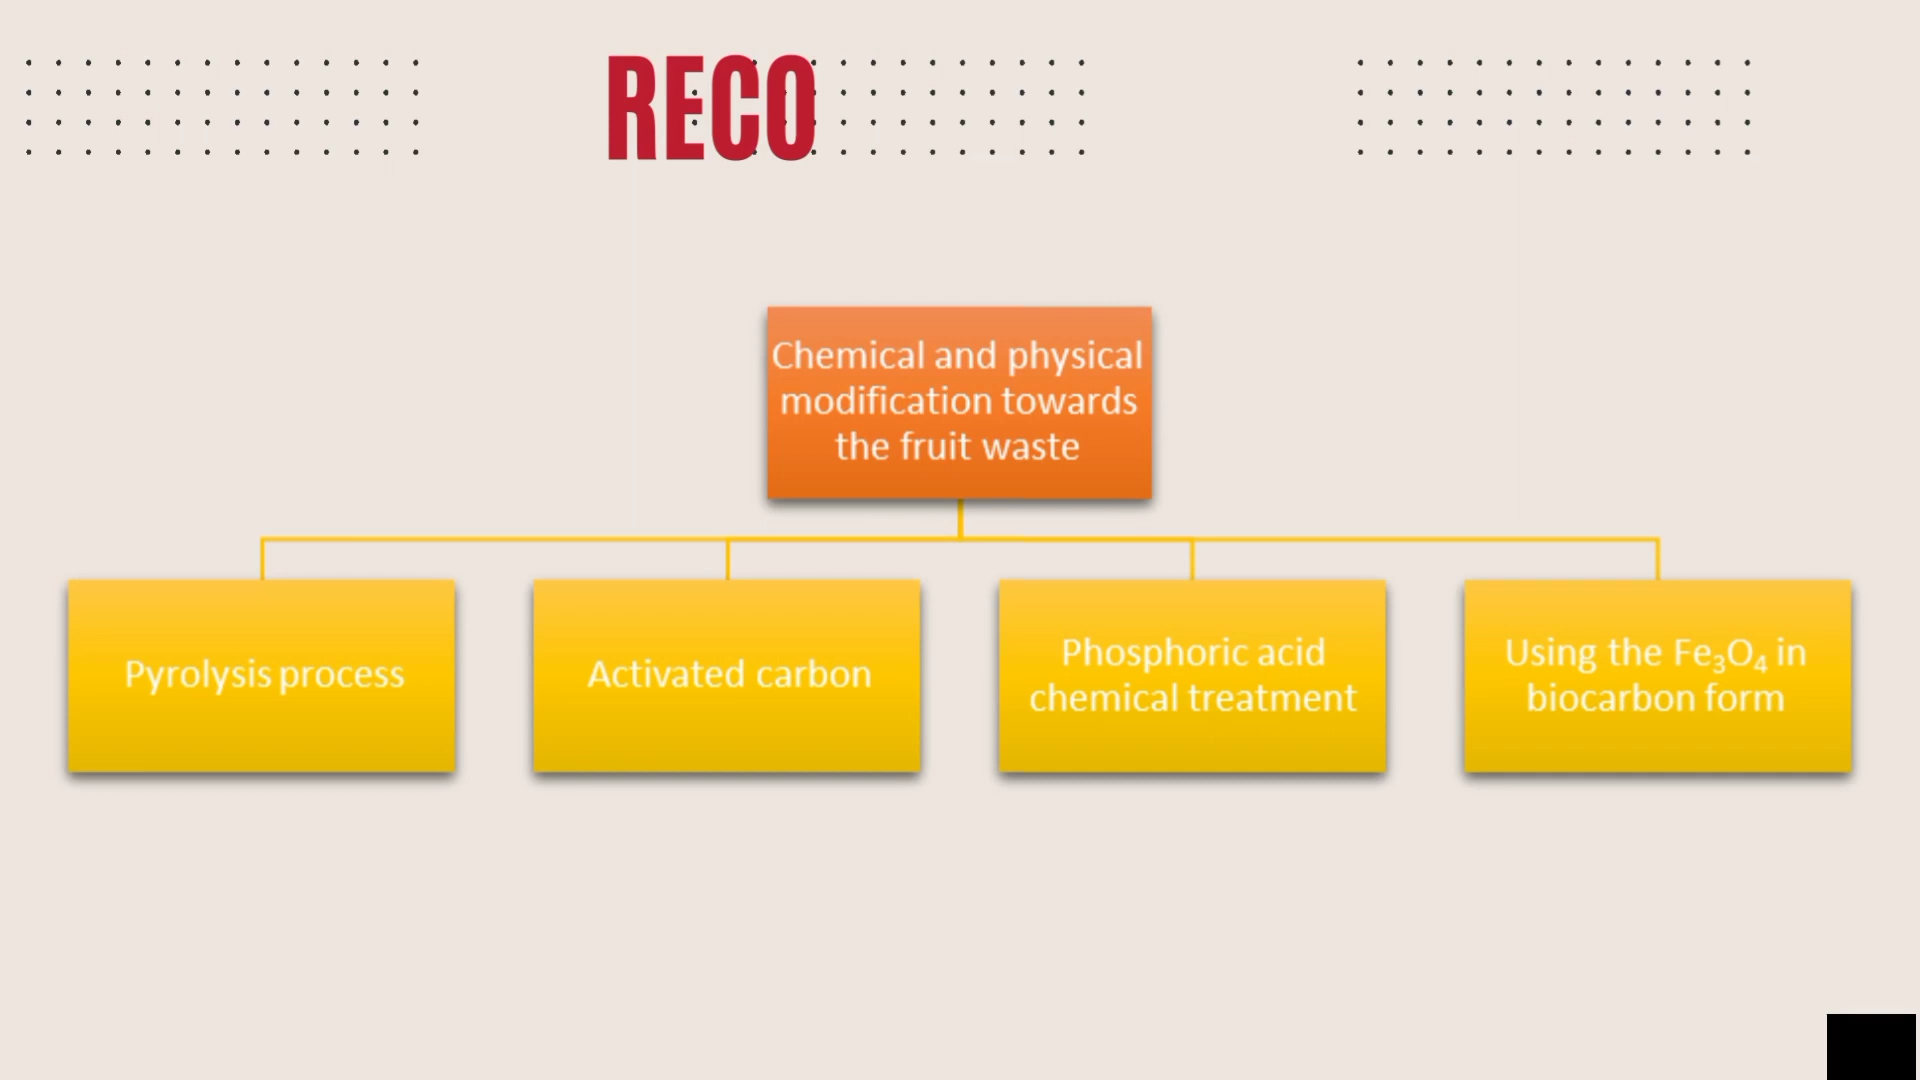 RECO
Chemical and physical
modification towards
the fruit waste
Pyrolysis process
Activated carbon
Phosphoric acid
chemical treatment
Using the Fe₃O₄ in
biocarbon form